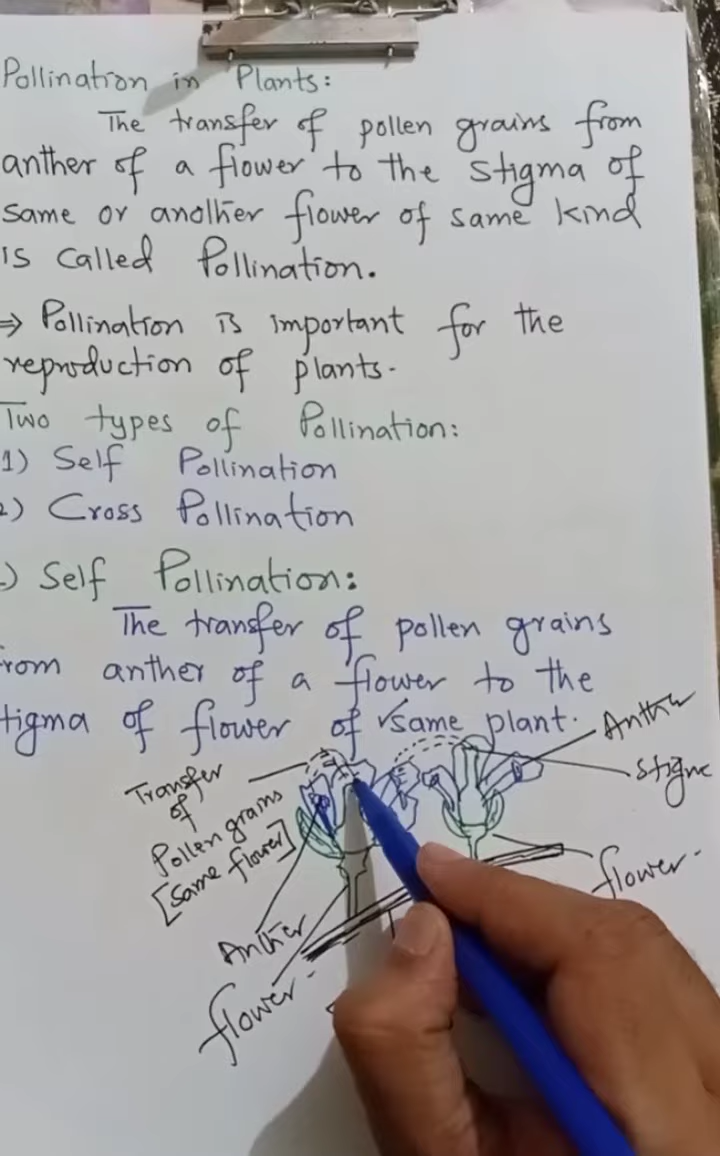 Pollination in Plants:
The transfer of pollen grains from
anther of a flower to the stigma of
same or another flower of same kind
is called Pollination.
⇒ Pollination is important for the
reproduction of plants.
Two types of Pollination:
1) Self Pollination
2) Cross Pollination
) Self Pollination:
The transfer of pollen grains
rom anther of a flower to the
tigma of flower of same plant.
Anther
Stigma
Transfer
of
Pollen grains
[same flower]
Anther
flower.
flower.